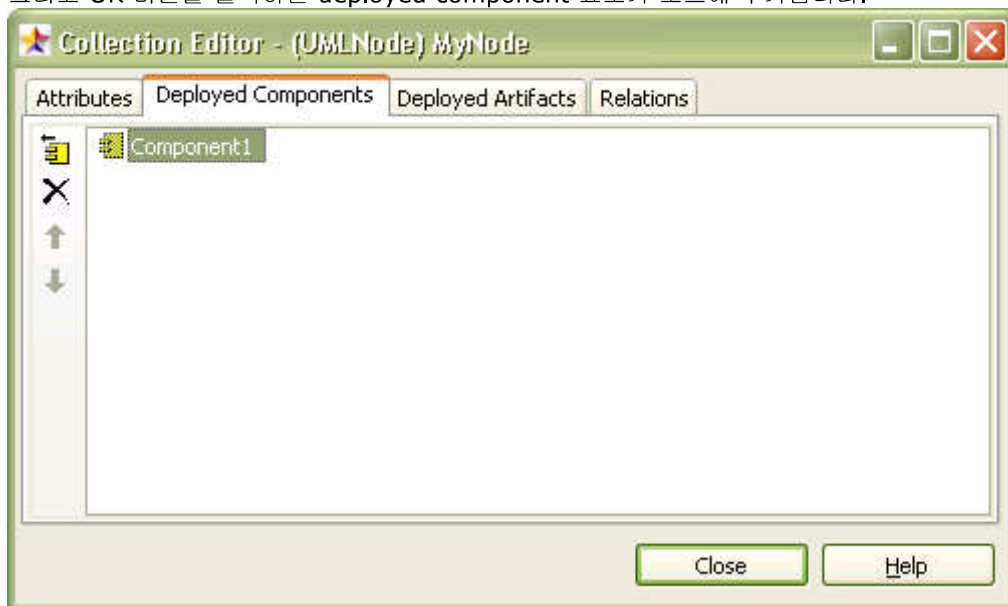 Collection Editor - (UMLNode) MyNode
Attributes Deployed Components Deployed Artifacts Relations
Component1
Close Help